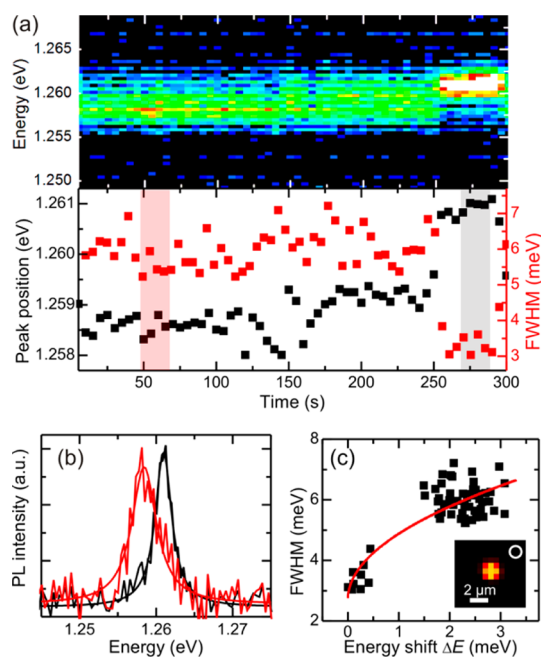 (a)
1.265
1.260
1.255
1.250
Energy (eV)
1.261
1.260
1.259
1.258
Peak position (eV)
7
6
5
4
3
FWHM (meV)
50 100 150 200 250 300
Time (s)
(b)
PL intensity (a.u.)
1.25 1.26 1.27
Energy (eV)
(c)
8
6
4
2
FWHM (meV)
2 μm
0 1 2 3
Energy shift ΔE (meV)